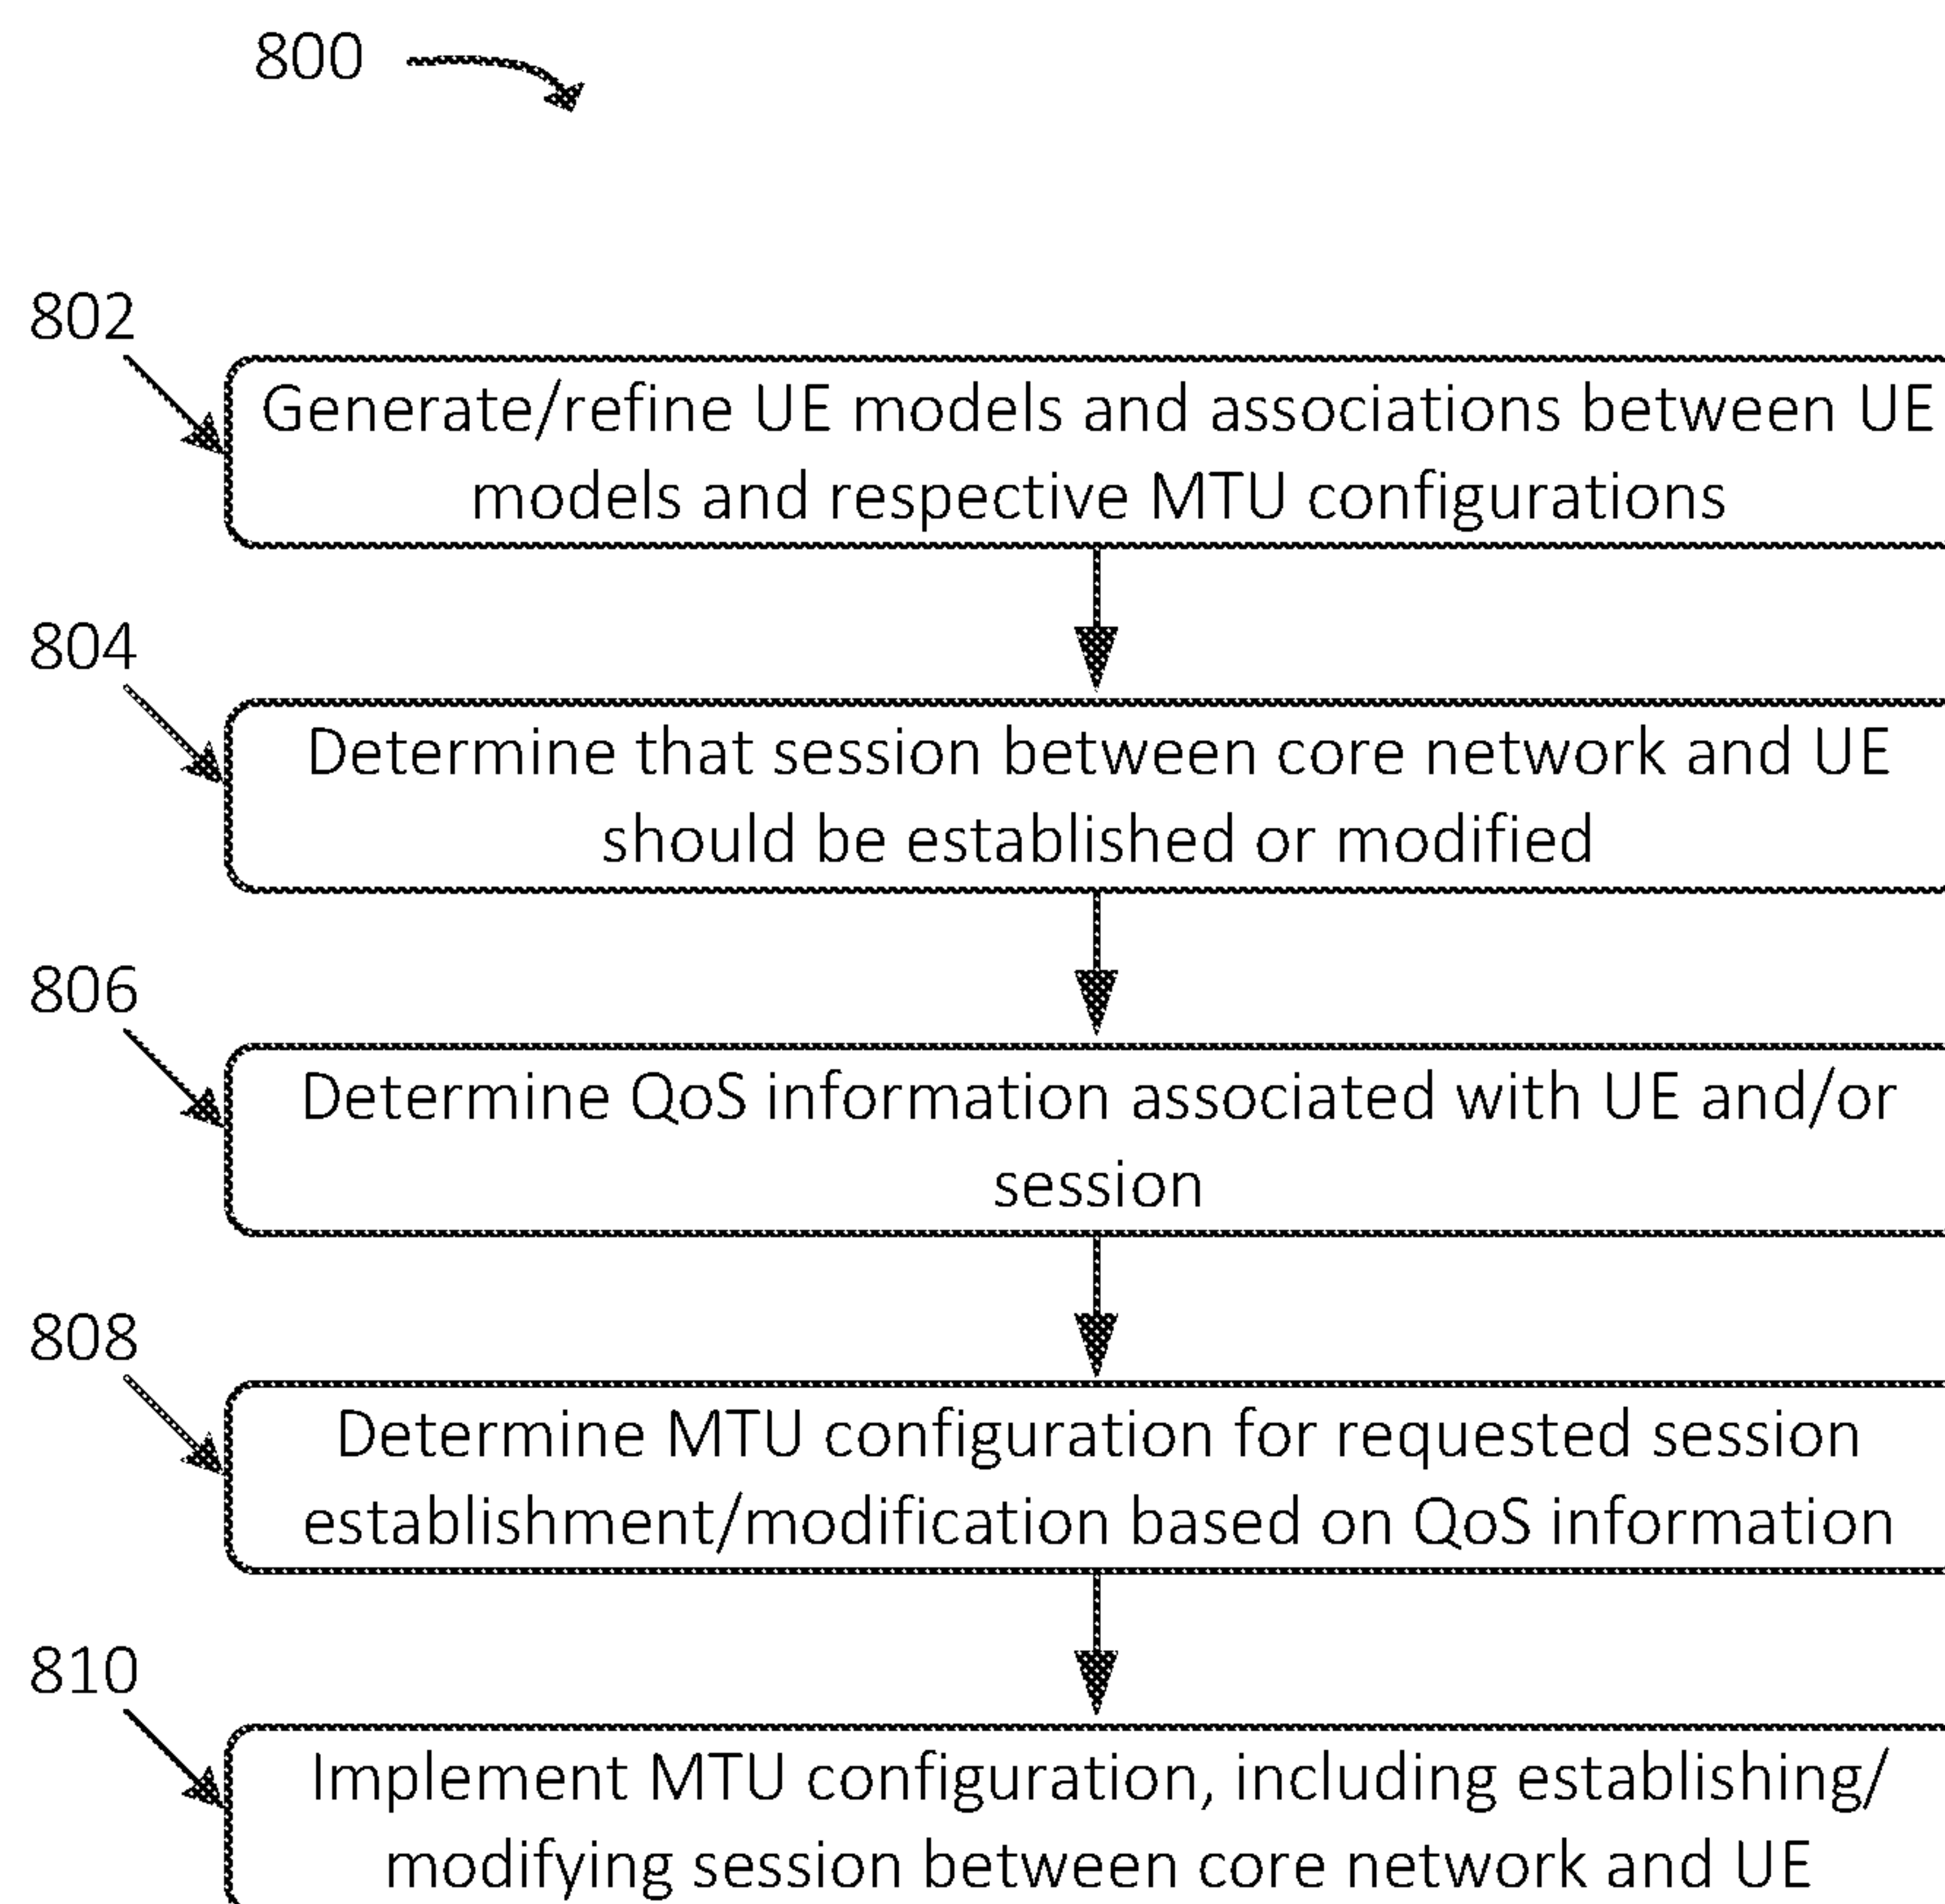 800
802
Generate/refine UE models and associations between UE
models and respective MTU configurations
804
Determine that session between core network and UE
should be established or modified
806
Determine QoS information associated with UE and/or
session
808
Determine MTU configuration for requested session
establishment/modification based on QoS information
810
Implement MTU configuration, including establishing/
modifying session between core network and UE